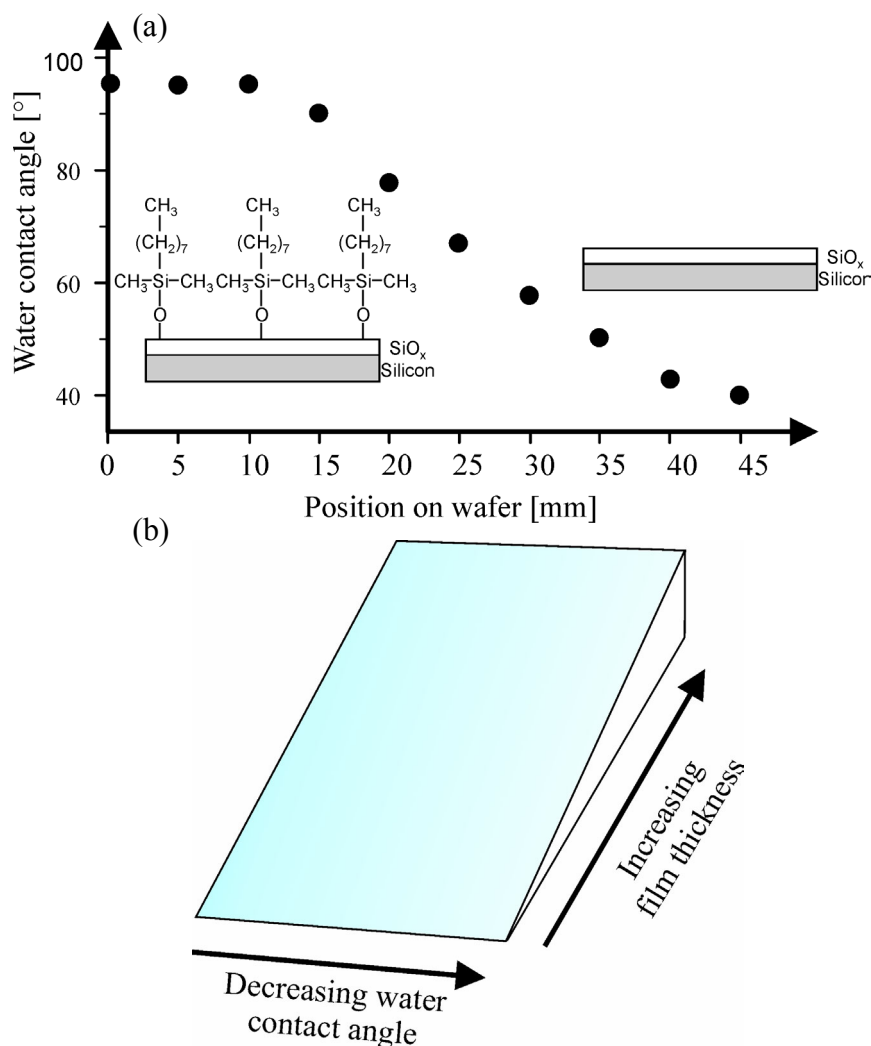 (a)
Water contact angle [°]
100
80
60
40
CH₃ CH₃ CH₃
(CH₂)₇ (CH₂)₇ (CH₂)₇
CH₃–Si–CH₃ CH₃–Si–CH₃ CH₃–Si–CH₃
O O O
SiOₓ
Silicon
SiOₓ
Silicon
0 5 10 15 20 25 30 35 40 45
Position on wafer [mm]
(b)
Increasing
film thickness
Decreasing water
contact angle